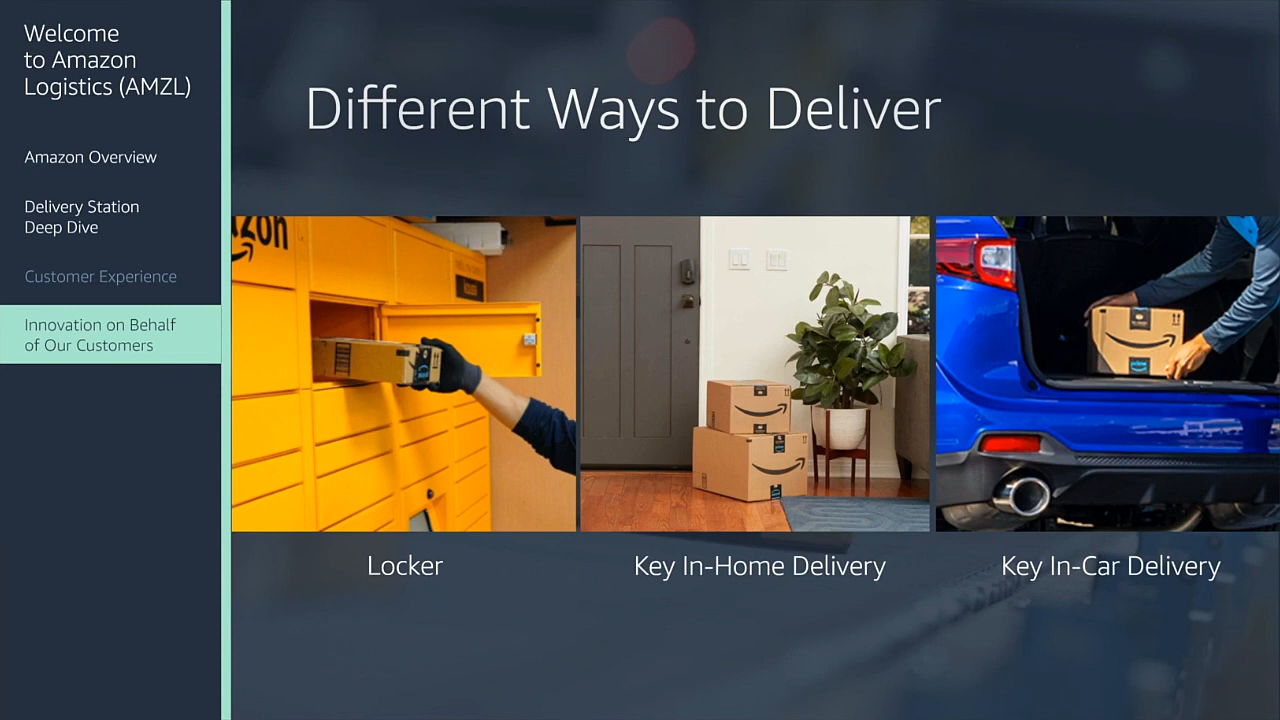 Welcome
to Amazon
Logistics (AMZL)
Amazon Overview
Delivery Station
Deep Dive
Customer Experience
Innovation on Behalf
of Our Customers
Different Ways to Deliver
Locker
Key In-Home Delivery
Key In-Car Delivery